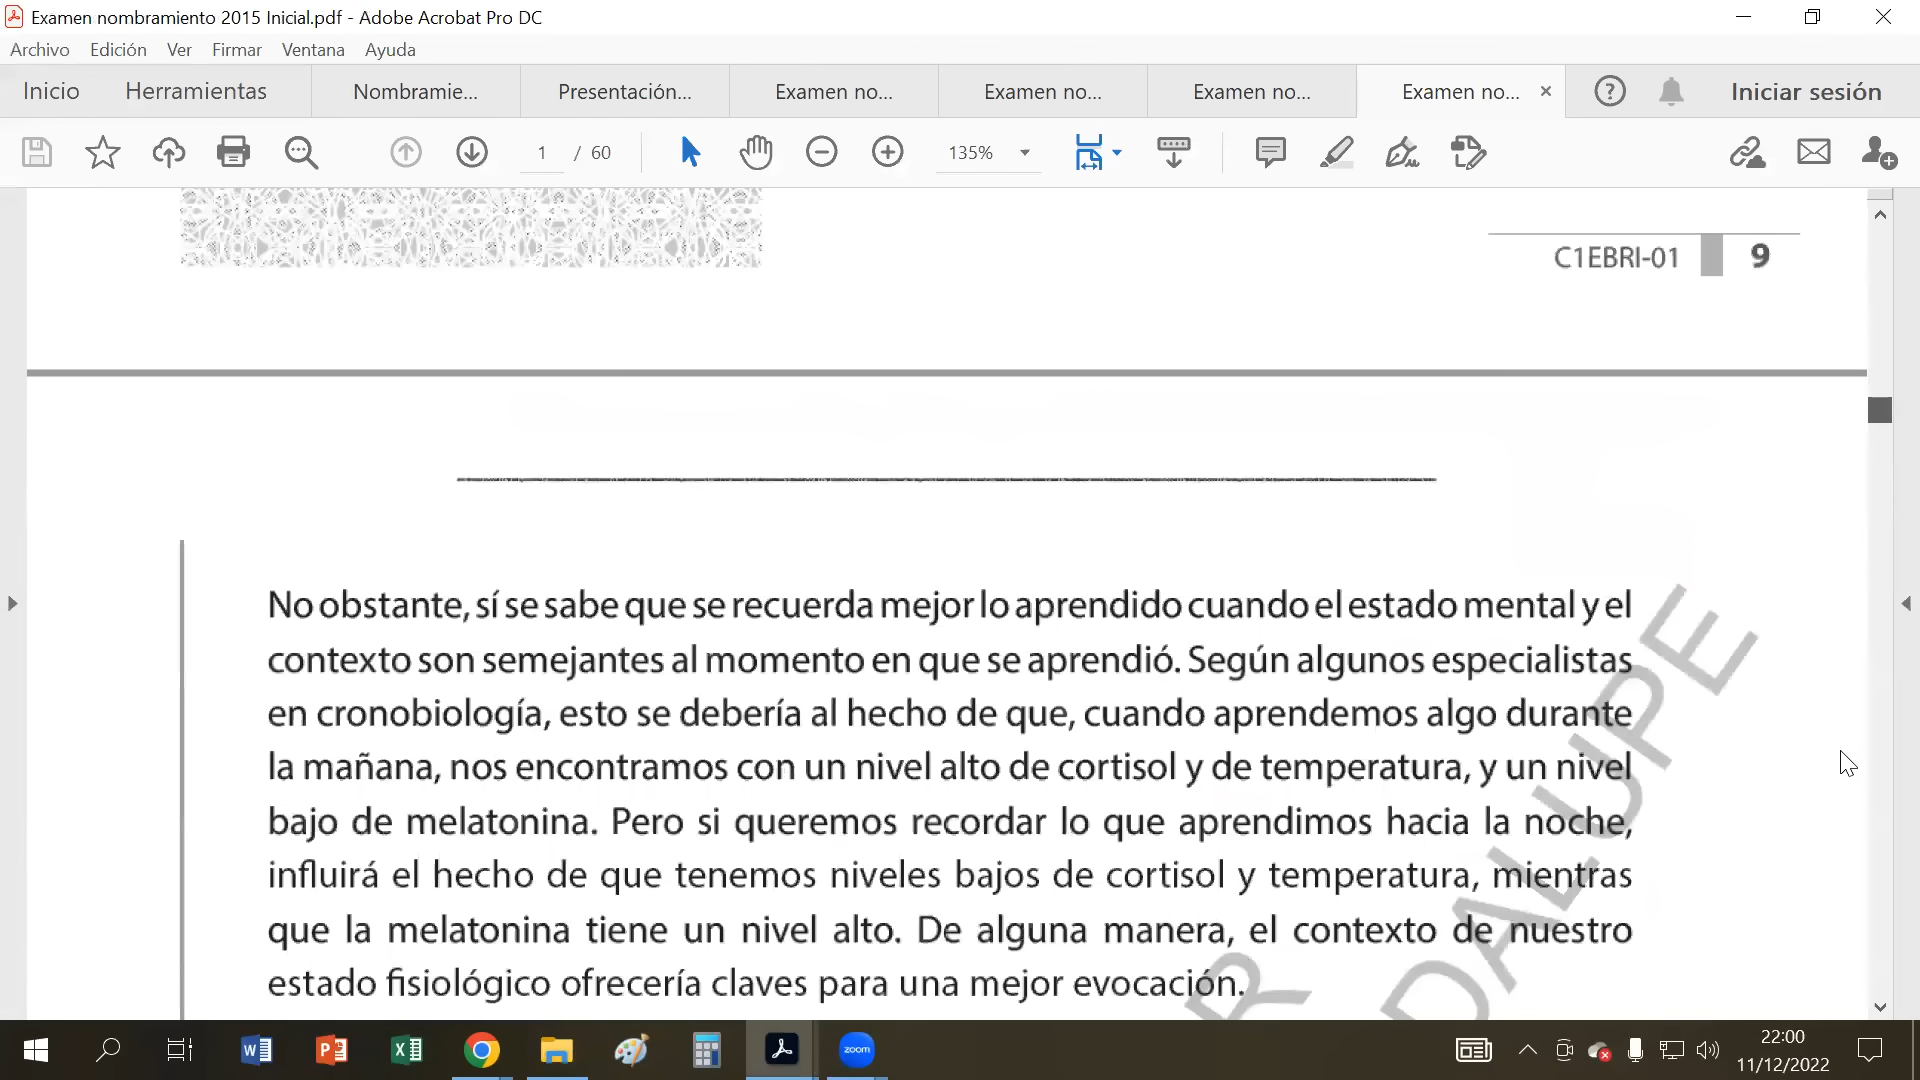 Examen nombramiento 2015 Inicial.pdf - Adobe Acrobat Pro DC
Archivo Edición Ver Firmar Ventana Ayuda
Inicio Herramientas Nombramie... Presentación... Examen no... Examen no... Examen no... Examen no... × ? Iniciar sesión
1 / 60 135%
C1EBRI-01 9
No obstante, sí se sabe que se recuerda mejor lo aprendido cuando el estado mental y el
contexto son semejantes al momento en que se aprendió. Según algunos especialistas
en cronobiología, esto se debería al hecho de que, cuando aprendemos algo durante
la mañana, nos encontramos con un nivel alto de cortisol y de temperatura, y un nivel
bajo de melatonina. Pero si queremos recordar lo que aprendimos hacia la noche,
influirá el hecho de que tenemos niveles bajos de cortisol y temperatura, mientras
que la melatonina tiene un nivel alto. De alguna manera, el contexto de nuestro
estado fisiológico ofrecería claves para una mejor evocación.
R
DALUPE
zoom
22:00
11/12/2022